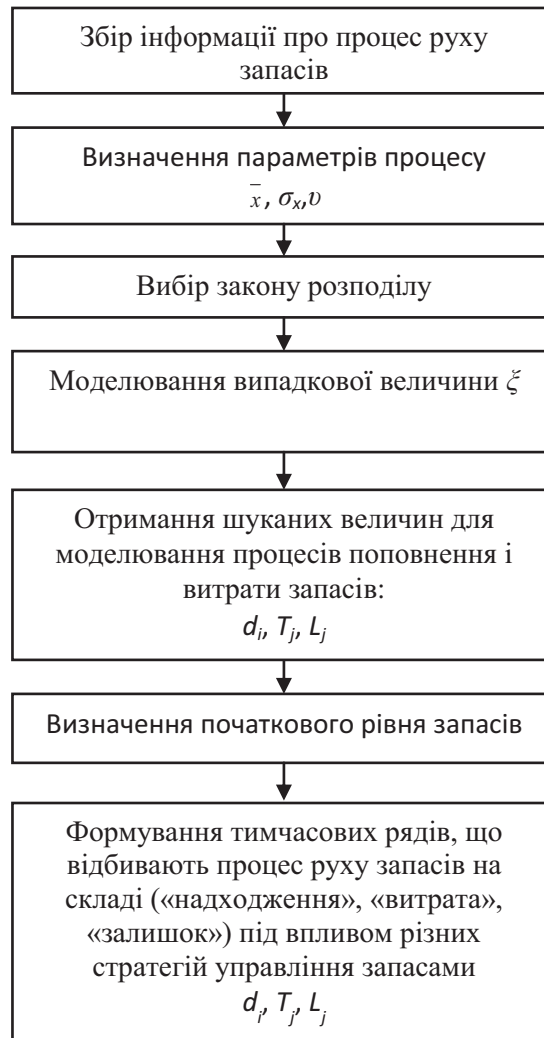 Збір інформації про процес руху
запасів
Визначення параметрів процесу
x̄, σₓ,υ
Вибір закону розподілу
Моделювання випадкової величини ξ
Отримання шуканих величин для
моделювання процесів поповнення і
витрати запасів:
dᵢ, Tⱼ, Lⱼ
Визначення початкового рівня запасів
Формування тимчасових рядів, що
відбивають процес руху запасів на
складі («надходження», «витрата»,
«залишок») під впливом різних
стратегій управління запасами
dᵢ, Tⱼ, Lⱼ